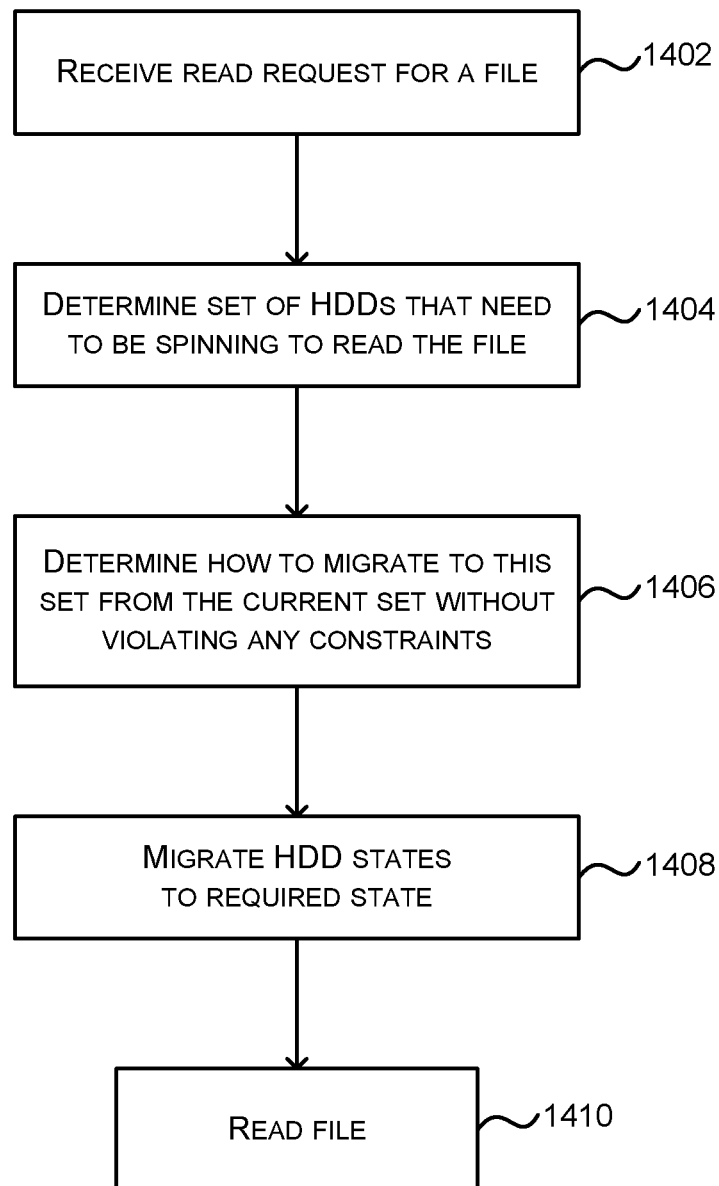 RECEIVE READ REQUEST FOR A FILE
1402
DETERMINE SET OF HDDS THAT NEED
TO BE SPINNING TO READ THE FILE
1404
DETERMINE HOW TO MIGRATE TO THIS
SET FROM THE CURRENT SET WITHOUT
VIOLATING ANY CONSTRAINTS
1406
MIGRATE HDD STATES
TO REQUIRED STATE
1408
READ FILE
1410